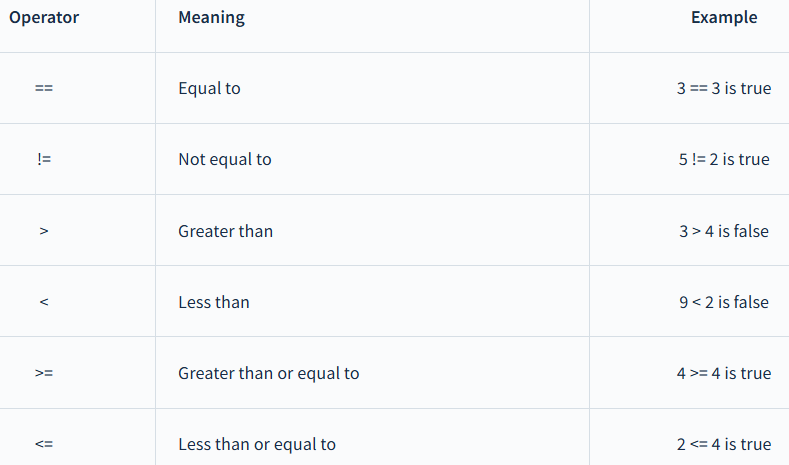 Operator Meaning Example
== Equal to 3 == 3 is true
!= Not equal to 5 != 2 is true
> Greater than 3 > 4 is false
< Less than 9 < 2 is false
>= Greater than or equal to 4 >= 4 is true
<= Less than or equal to 2 <= 4 is true